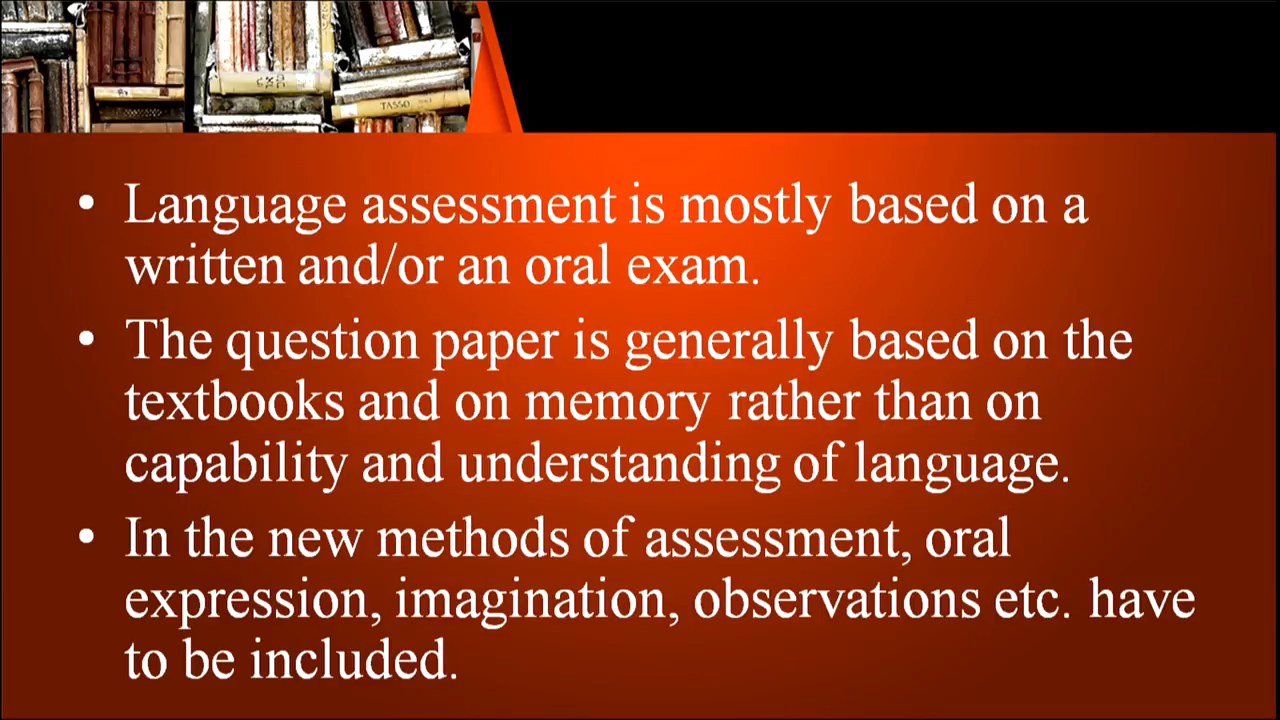 TASSO
• Language assessment is mostly based on a
written and/or an oral exam.
• The question paper is generally based on the
textbooks and on memory rather than on
capability and understanding of language.
• In the new methods of assessment, oral
expression, imagination, observations etc. have
to be included.